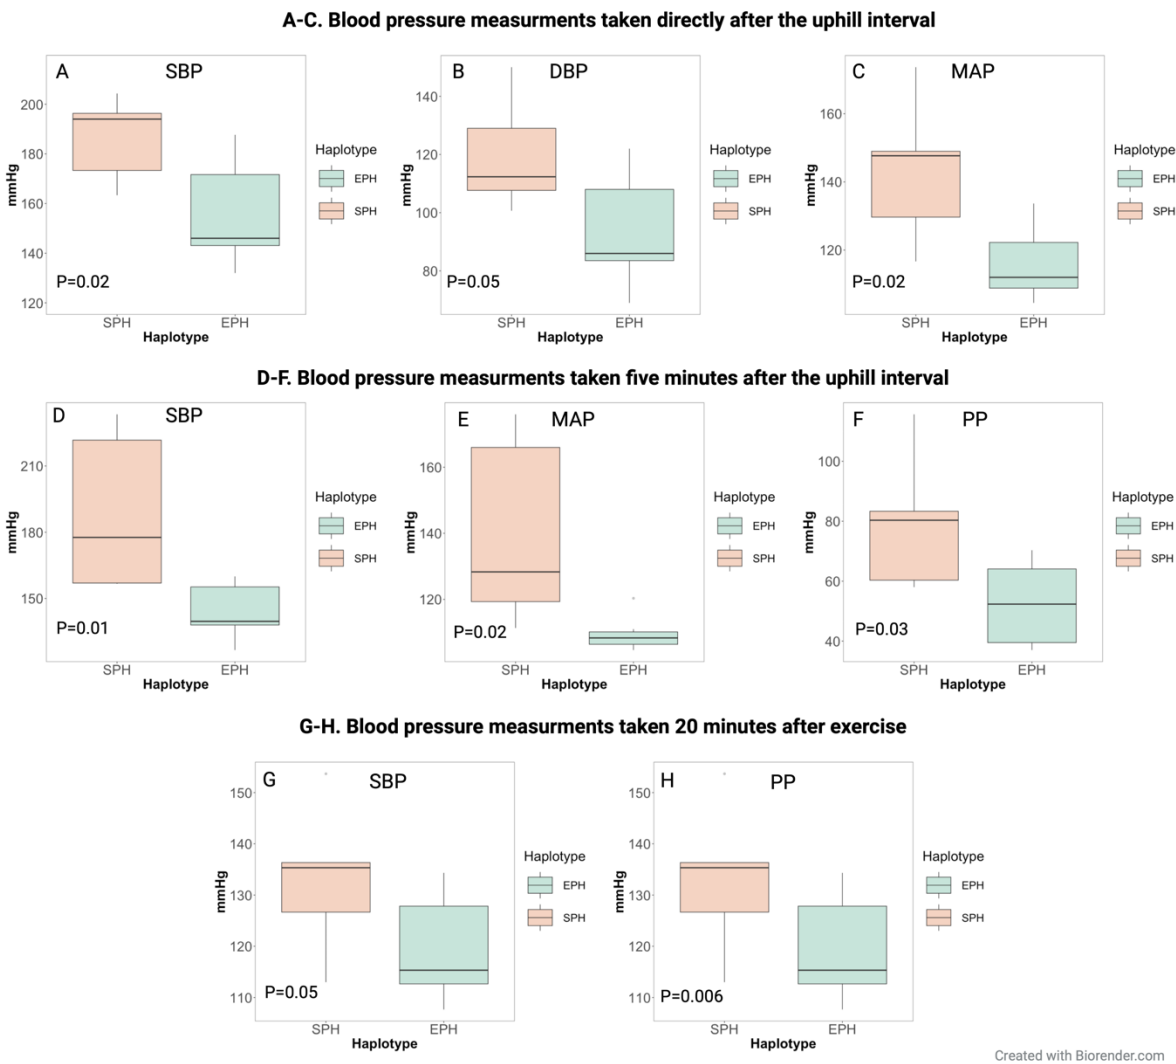 A-C. Blood pressure measurments taken directly after the uphill interval
A SBP
200
180
160
140
120
mmHg
P=0.02
SPH EPH
Haplotype
Haplotype
EPH
SPH
B DBP
140
120
100
80
mmHg
P=0.05
SPH EPH
Haplotype
Haplotype
EPH
SPH
C MAP
160
140
120
mmHg
P=0.02
SPH EPH
Haplotype
Haplotype
EPH
SPH
D-F. Blood pressure measurments taken five minutes after the uphill interval
D SBP
210
180
150
mmHg
P=0.01
SPH EPH
Haplotype
Haplotype
EPH
SPH
E MAP
160
140
120
mmHg
P=0.02
SPH EPH
Haplotype
Haplotype
EPH
SPH
F PP
100
80
60
40
mmHg
P=0.03
SPH EPH
Haplotype
Haplotype
EPH
SPH
G-H. Blood pressure measurments taken 20 minutes after exercise
G SBP
150
140
130
120
110
mmHg
P=0.05
SPH EPH
Haplotype
Haplotype
EPH
SPH
H PP
150
140
130
120
110
mmHg
P=0.006
SPH EPH
Haplotype
Haplotype
EPH
SPH
Created with Biorender.com